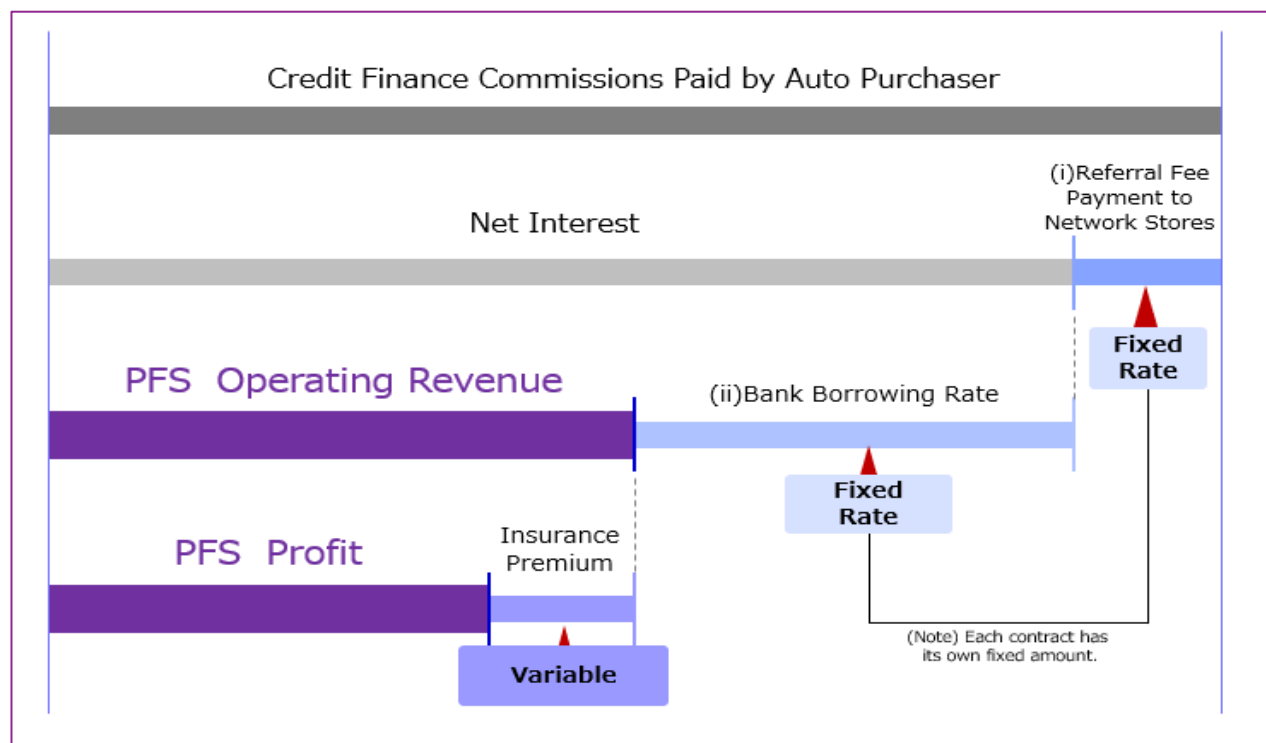 Credit Finance Commissions Paid by Auto Purchaser
(i)Referral Fee
Payment to
Network Stores
Net Interest
Fixed
Rate
PFS Operating Revenue
(ii)Bank Borrowing Rate
Fixed
Rate
PFS Profit
Insurance
Premium
(Note) Each contract has
its own fixed amount.
Variable